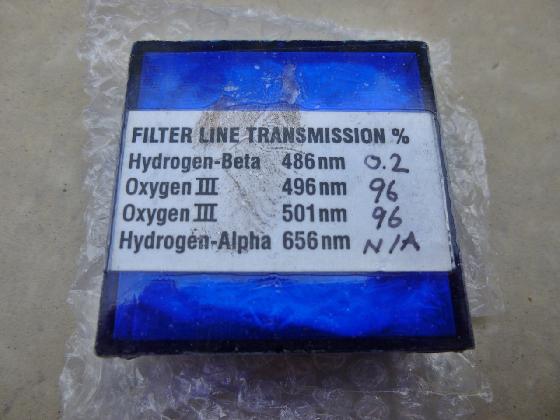 FILTER LINE TRANSMISSION %
Hydrogen-Beta 486nm 0.2
Oxygen III 496nm 96
Oxygen III 501nm 96
Hydrogen-Alpha 656nm N/A